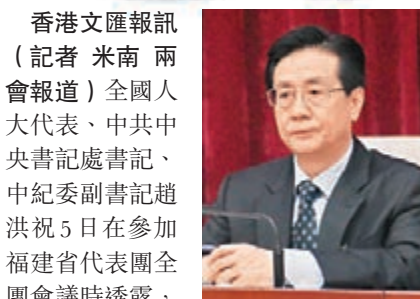 香港文匯報訊
（記者 米南 兩
會報道）全國人
大代表、中共中
央書記處書記、
中紀委副書記趙
洪祝5日在參加
福建省代表團全
團會議時透露，